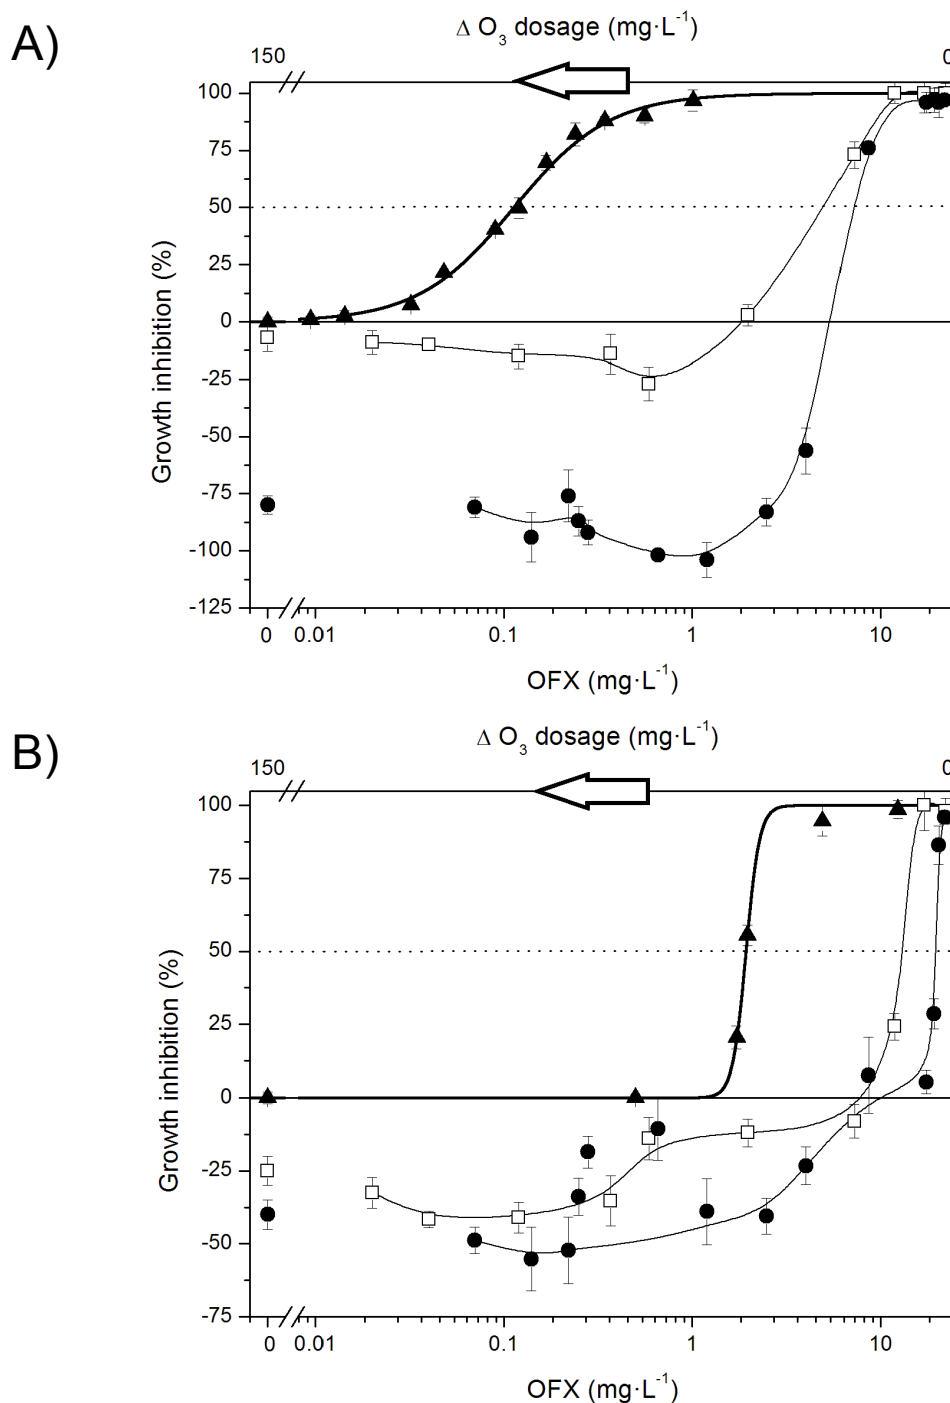 A)
Δ O3 dosage (mg·L-1)
150 0
100
75
50
25
0
-25
-50
-75
-100
-125
Growth inhibition (%)
0 0.01 0.1 1 10
OFX (mg·L-1)
B)
Δ O3 dosage (mg·L-1)
150 0
100
75
50
25
0
-25
-50
-75
Growth inhibition (%)
0 0.01 0.1 1 10
OFX (mg·L-1)